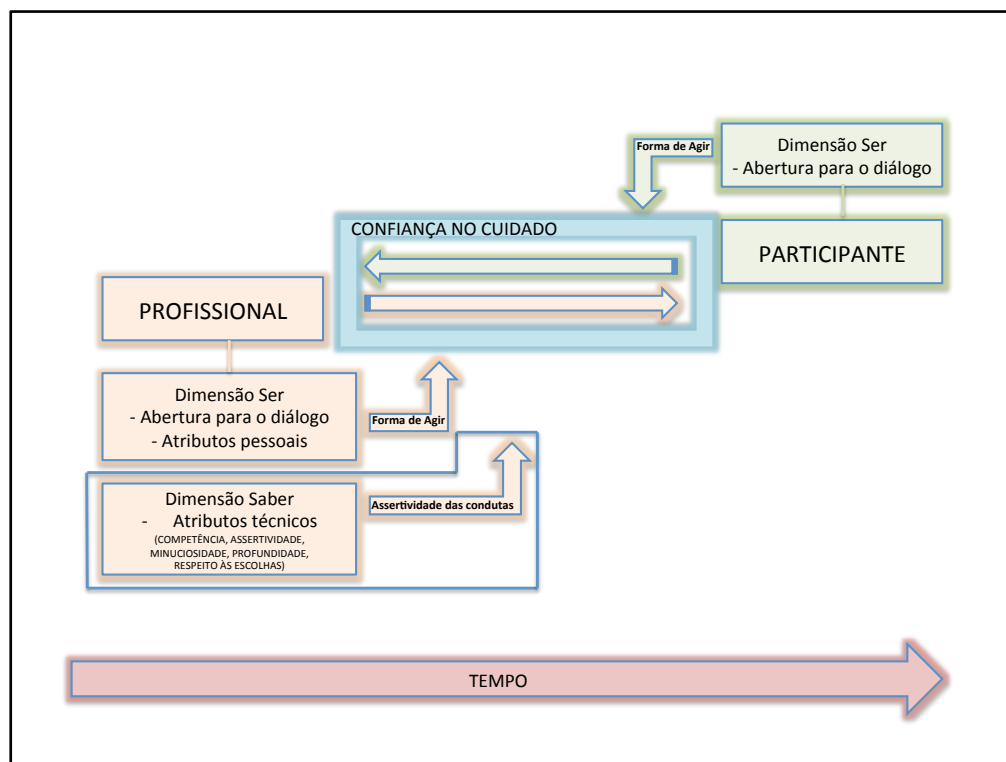 Forma de Agir
Dimensão Ser
- Abertura para o diálogo
PARTICIPANTE
CONFIANÇA NO CUIDADO
PROFISSIONAL
Dimensão Ser
- Abertura para o diálogo
- Atributos pessoais
Forma de Agir
Dimensão Saber
- Atributos técnicos
(COMPETÊNCIA, ASSERTIVIDADE,
MINUCIOSIDADE, PROFUNDIDADE,
RESPEITO ÀS ESCOLHAS)
Assertividade das condutas
TEMPO